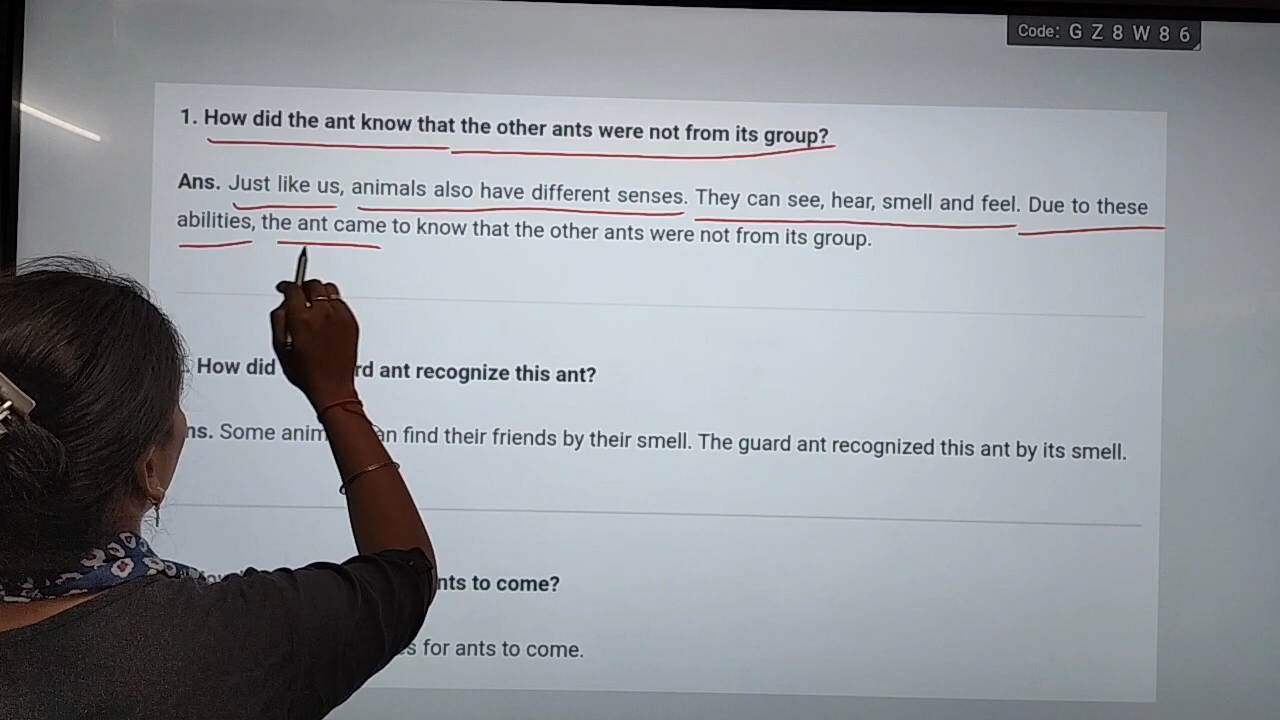 Code: G Z 8 W 8 6
1. How did the ant know that the other ants were not from its group?
Ans. Just like us, animals also have different senses. They can see, hear, smell and feel. Due to these
abilities, the ant came to know that the other ants were not from its group.
How did ant recognize this ant?
Some find their friends by their smell. The guard ant recognized this ant by its smell.
to come?
for ants to come.